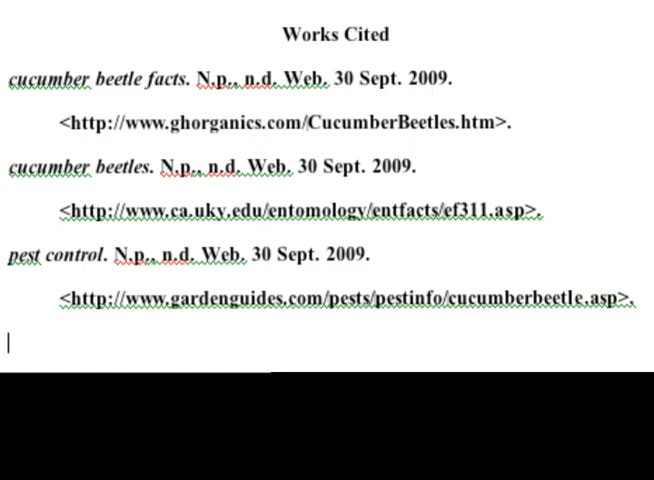 Works Cited
cucumber beetle facts. N.p., n.d. Web. 30 Sept. 2009.
<http://www.ghorganics.com/CucumberBeetles.htm>.
cucumber beetles. N.p., n.d. Web. 30 Sept. 2009.
<http://www.ca.uky.edu/entomology/entfacts/ef311.asp>.
pest control. N.p., n.d. Web. 30 Sept. 2009.
<http://www.gardenguides.com/pests/pestinfo/cucumberbeetle.asp>.